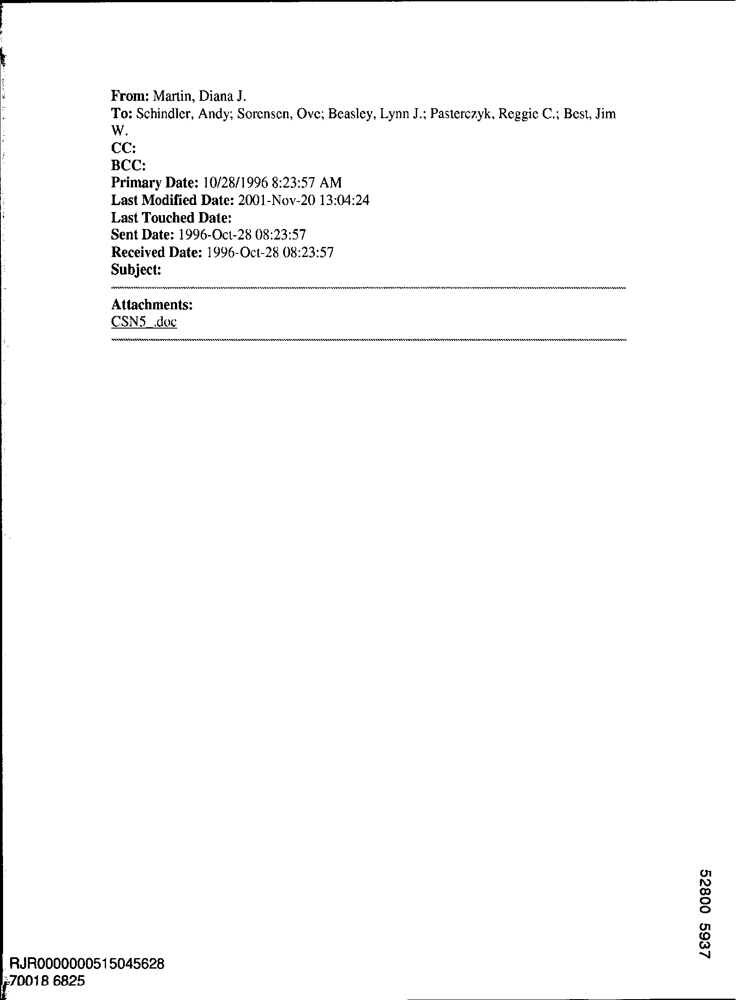 From: Martin, Diana J.
To: Schindler, Andy; Sorensen, Ove; Beasley, Lynn J.; Pasterczyk, Reggie C.; Best, Jim
W.
CC:
BCC:
Primary Date: 10/28/1996 8:23:57 AM
Last Modified Date: 2001-Nov-20 13:04:24
Last Touched Date:
Sent Date: 1996-Oct-28 08:23:57
Received Date: 1996-Oct-28 08:23:57
Subject:
Attachments:
CSN5_.doc
52800 5937
RJR0000000515045628
70018 6825